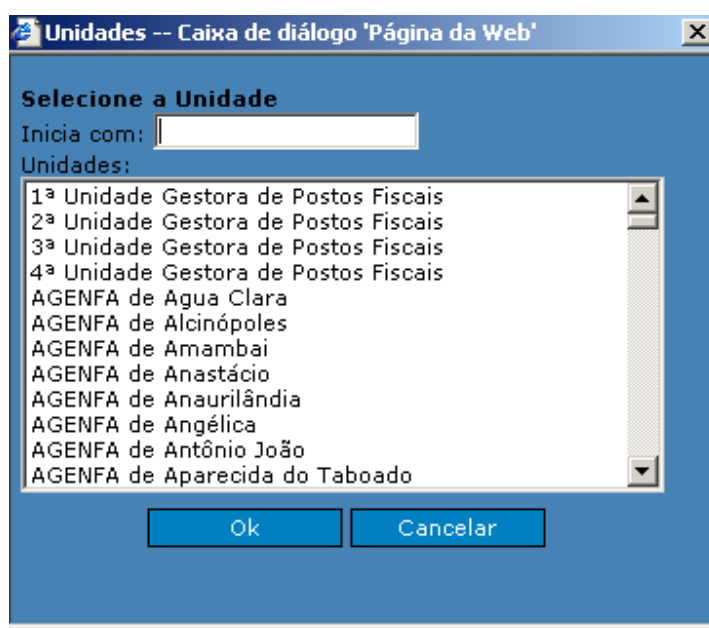 Unidades -- Caixa de diálogo 'Página da Web'
Selecione a Unidade
Inicia com:
Unidades:
1ª Unidade Gestora de Postos Fiscais
2ª Unidade Gestora de Postos Fiscais
3ª Unidade Gestora de Postos Fiscais
4ª Unidade Gestora de Postos Fiscais
AGENFA de Agua Clara
AGENFA de Alcinópoles
AGENFA de Amambai
AGENFA de Anastácio
AGENFA de Anaurilândia
AGENFA de Angélica
AGENFA de Antônio João
AGENFA de Aparecida do Taboado
Ok Cancelar